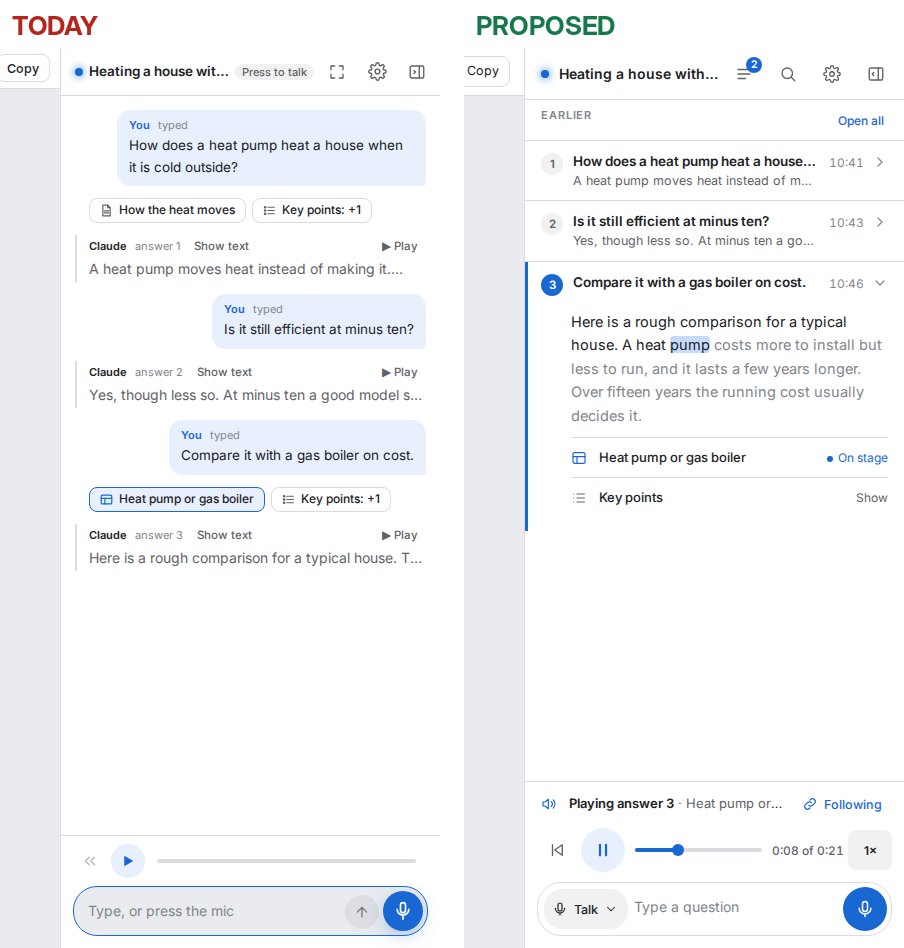 TODAY
Copy
Heating a house wit...
Press to talk
You typed
How does a heat pump heat a house when
it is cold outside?
How the heat moves
Key points: +1
Claude answer 1 Show text
▶ Play
A heat pump moves heat instead of making it....
You typed
Is it still efficient at minus ten?
Claude answer 2 Show text
▶ Play
Yes, though less so. At minus ten a good model s...
You typed
Compare it with a gas boiler on cost.
Heat pump or gas boiler
Key points: +1
Claude answer 3 Show text
▶ Play
Here is a rough comparison for a typical house. T...
Type, or press the mic
PROPOSED
Copy
Heating a house with...
2
EARLIER
Open all
1
How does a heat pump heat a house...
10:41
A heat pump moves heat instead of m...
2
Is it still efficient at minus ten?
10:43
Yes, though less so. At minus ten a go...
3
Compare it with a gas boiler on cost.
10:46
Here is a rough comparison for a typical
house. A heat pump costs more to install but
less to run, and it lasts a few years longer.
Over fifteen years the running cost usually
decides it.
Heat pump or gas boiler
On stage
Key points
Show
Playing answer 3 · Heat pump or...
Following
0:08 of 0:21
1×
Talk
Type a question